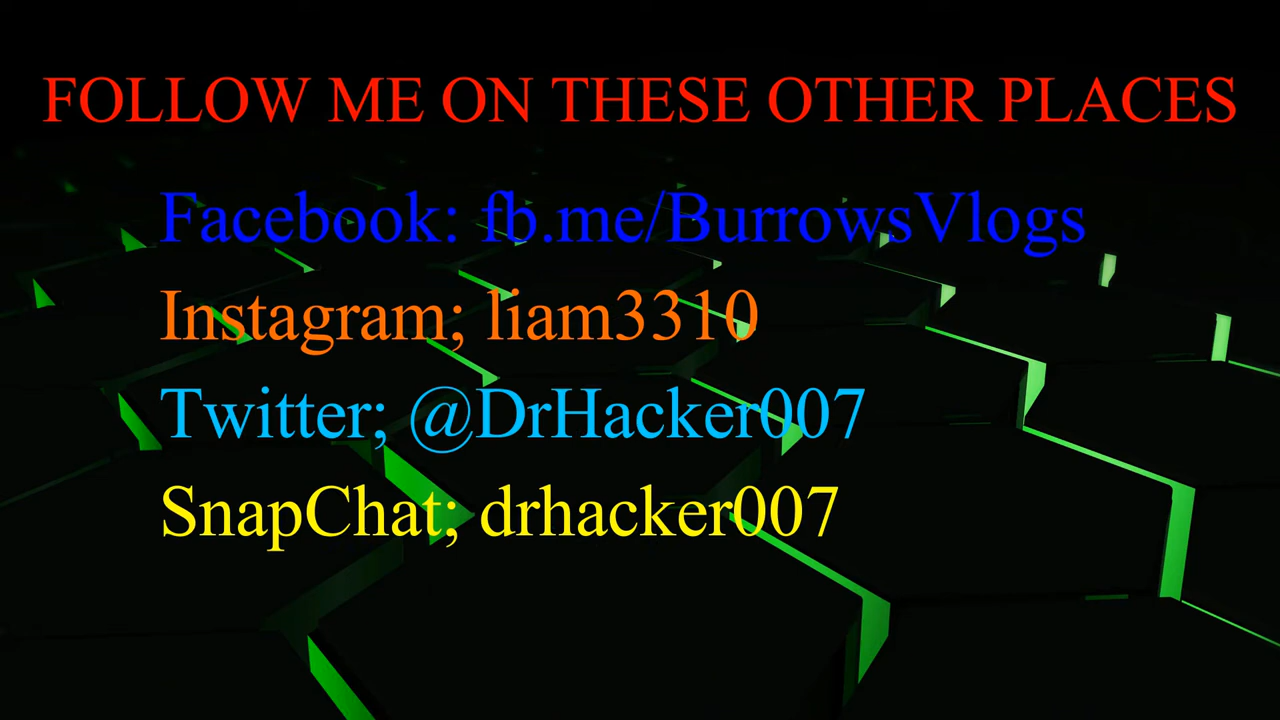 FOLLOW ME ON THESE OTHER PLACES
Facebook: fb.me/BurrowsVlogs
Instagram; liam3310
Twitter; @DrHacker007
SnapChat; drhacker007